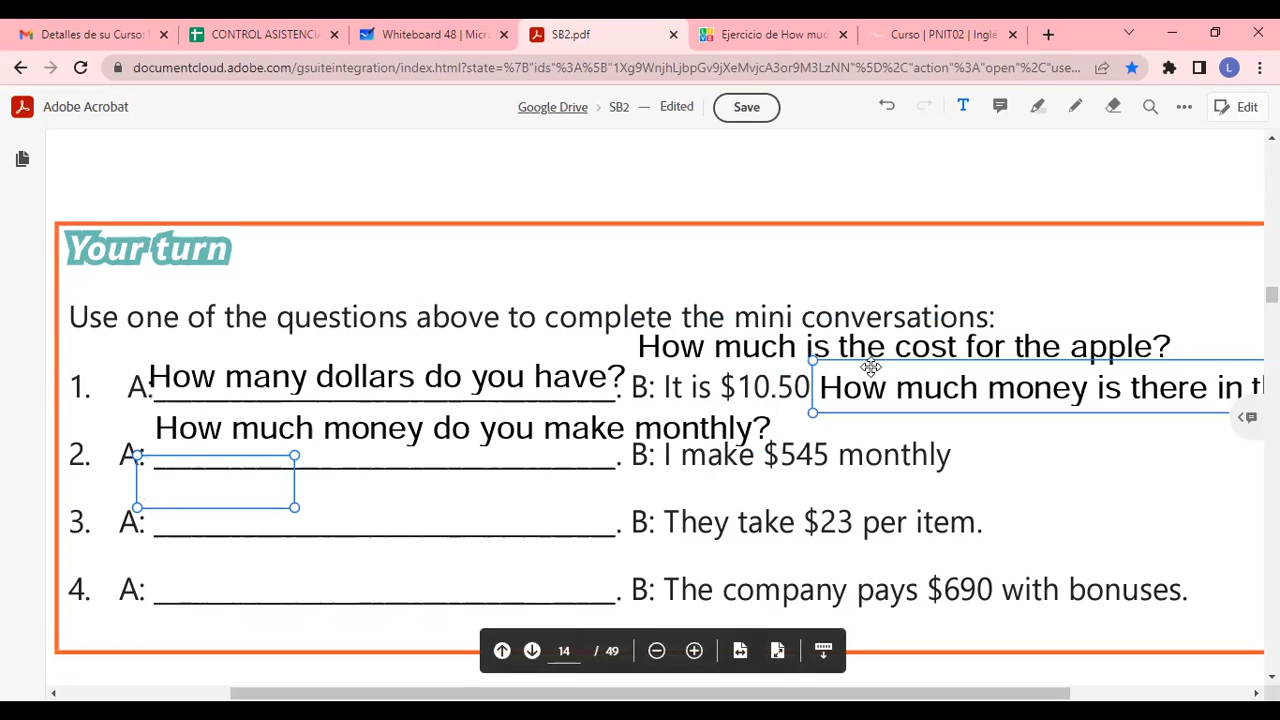 Detalles de su Curso:
CONTROL ASISTENCIA
Whiteboard 48 | Micr
SB2.pdf
Ejercicio de How muc
Curso | PNIT02 | Inglé
documentcloud.adobe.com/gsuiteintegration/index.html?state=%7B"ids"%3A%5B"1Xg9WnjhLjbpGv9jXeMvjcA3or9M3LzNN"%5D%2C"action"%3A"open"%2C"use...
L
Adobe Acrobat
Google Drive > SB2 — Edited
Save
T
Edit
Your turn
Use one of the questions above to complete the mini conversations:
How much is the cost for the apple?
1. A: How many dollars do you have? B: It is $10.50 How much money is there in th
How much money do you make monthly?
2. A: ____________________. B: I make $545 monthly
3. A: ____________________. B: They take $23 per item.
4. A: ____________________. B: The company pays $690 with bonuses.
14 / 49